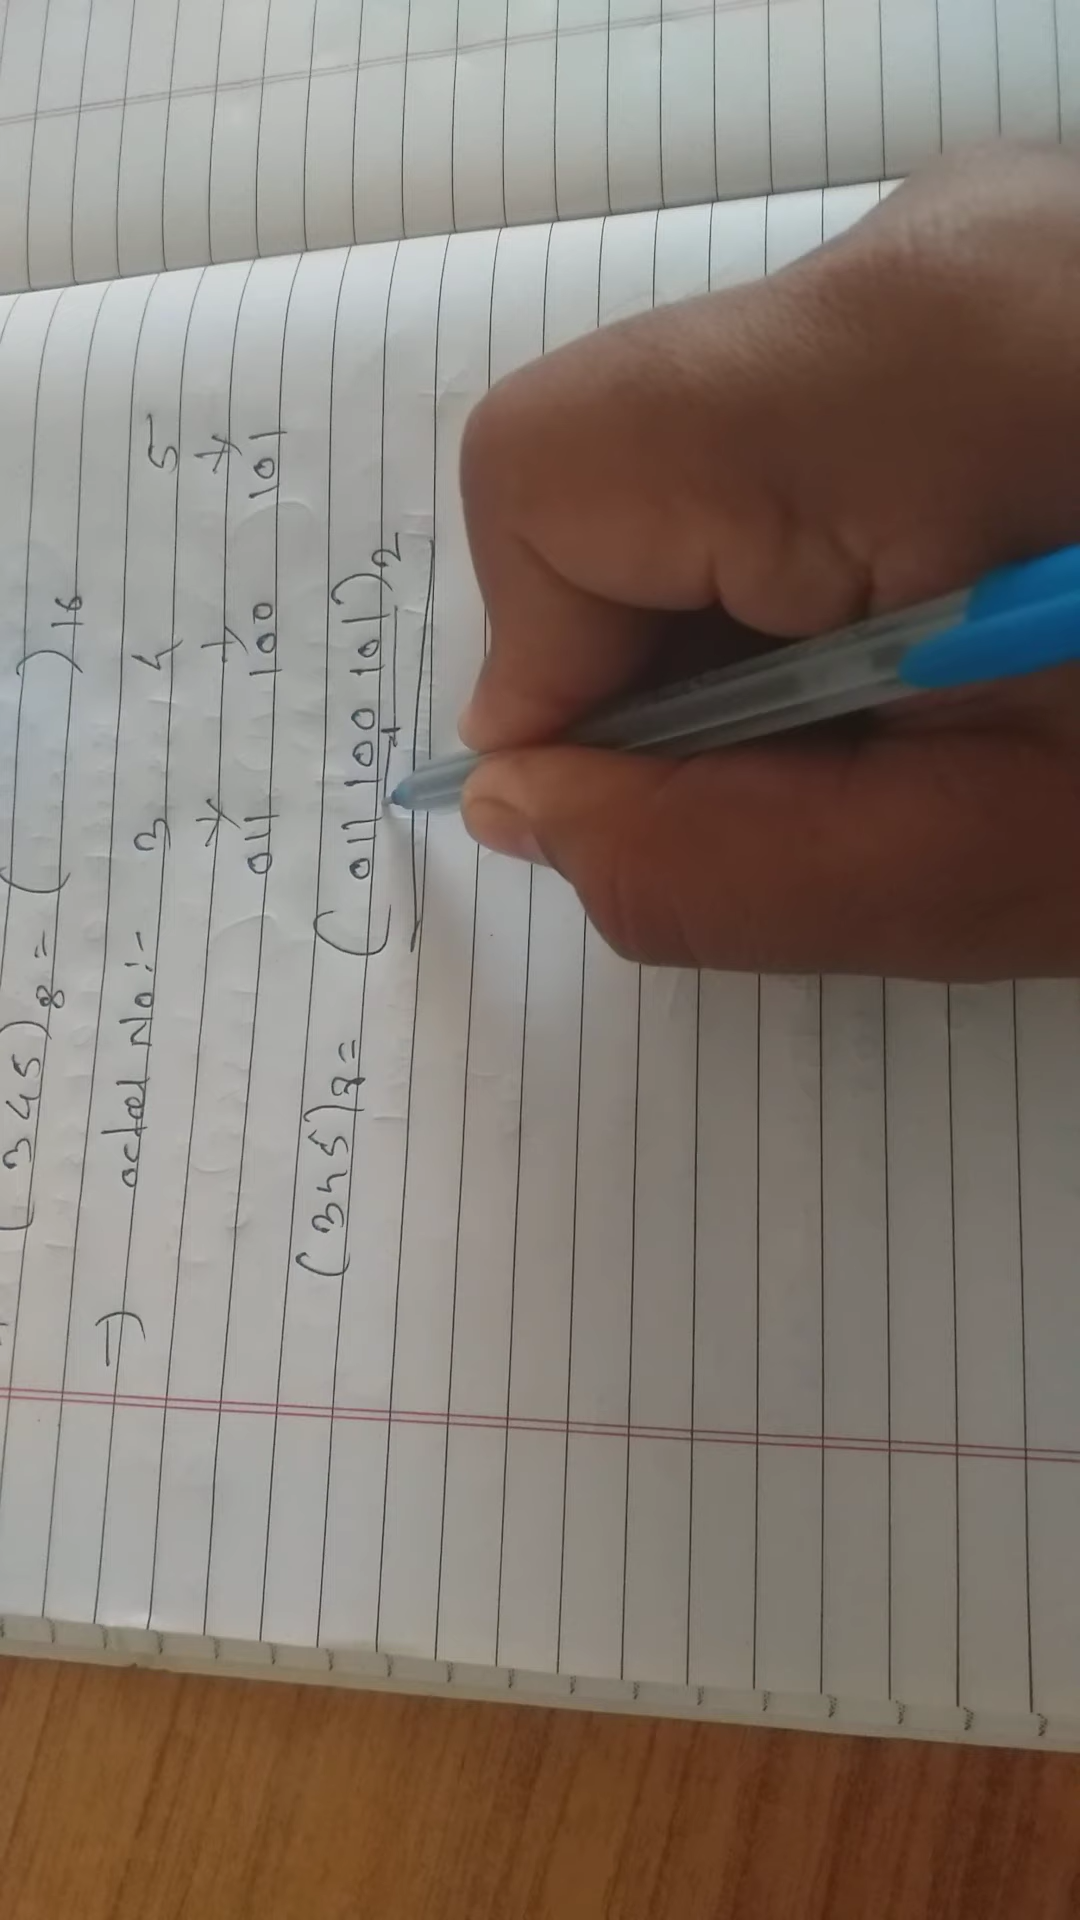 (345)8 = ( )16
→ octal No:- 3 4 5
011 100 101
(345)8 = (011 100 101)2